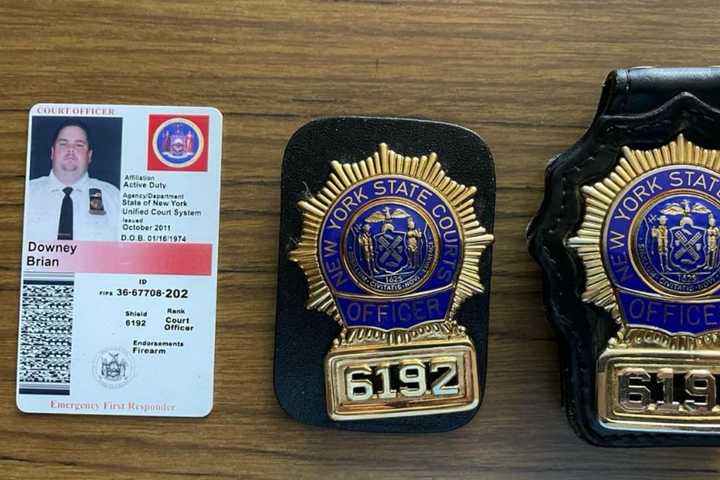 COURT OFFICER
Affiliation
Active Duty
Agency/Department
State of New York
Unified Court System
Issued
October 2011
D.O.B. 01/16/1974
Downey
Brian
ID
FIPS 36-67708-202
Shield Rank
6192 Court
Officer
Endorsements
Firearm
Emergency First Responder
NEW YORK STATE COURTS
1625
OFFICER
6192
NEW YORK STATE
1625
OFFICER
619